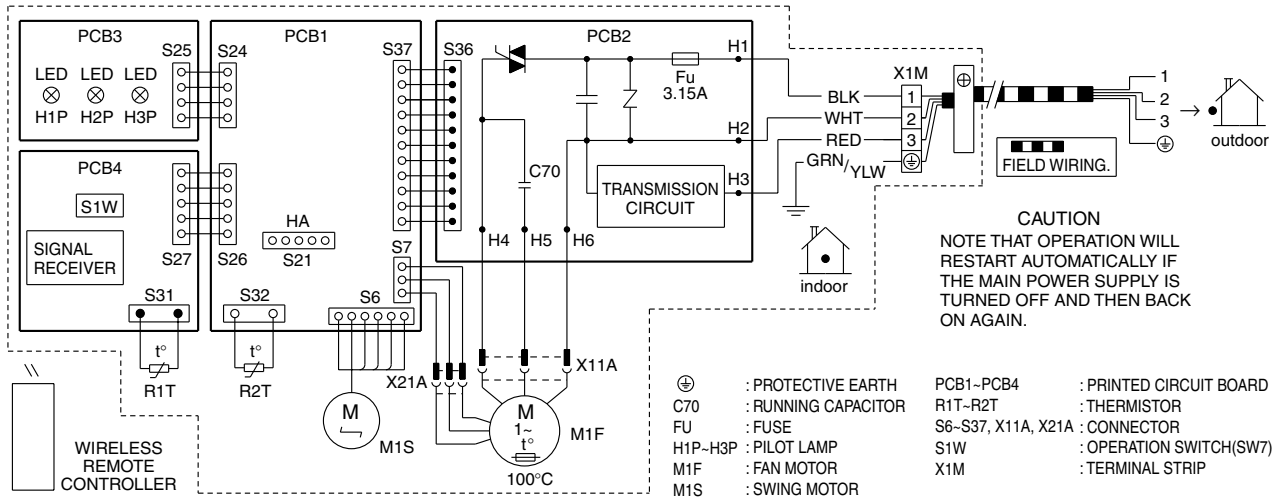 PCB3
LED LED LED
H1P H2P H3P
S25
S24
PCB1
S37
S36
PCB2
Fu
3.15A
H1
H2
H3
TRANSMISSION
CIRCUIT
C70
H4
H5
H6
PCB4
S1W
SIGNAL
RECEIVER
S27
S26
HA
S21
S7
S31
S32
S6
t°
R1T
t°
R2T
X21A
X11A
M
M1S
M
1~
t°
M1F
100°C
WIRELESS
REMOTE
CONTROLLER
X1M
BLK
WHT
RED
GRN/YLW
1
2
3
1
2
3
outdoor
FIELD WIRING.
indoor
CAUTION
NOTE THAT OPERATION WILL
RESTART AUTOMATICALLY IF
THE MAIN POWER SUPPLY IS
TURNED OFF AND THEN BACK
ON AGAIN.
: PROTECTIVE EARTH
C70 : RUNNING CAPACITOR
FU : FUSE
H1P~H3P : PILOT LAMP
M1F : FAN MOTOR
M1S : SWING MOTOR
PCB1~PCB4 : PRINTED CIRCUIT BOARD
R1T~R2T : THERMISTOR
S6~S37, X11A, X21A : CONNECTOR
S1W : OPERATION SWITCH(SW7)
X1M : TERMINAL STRIP